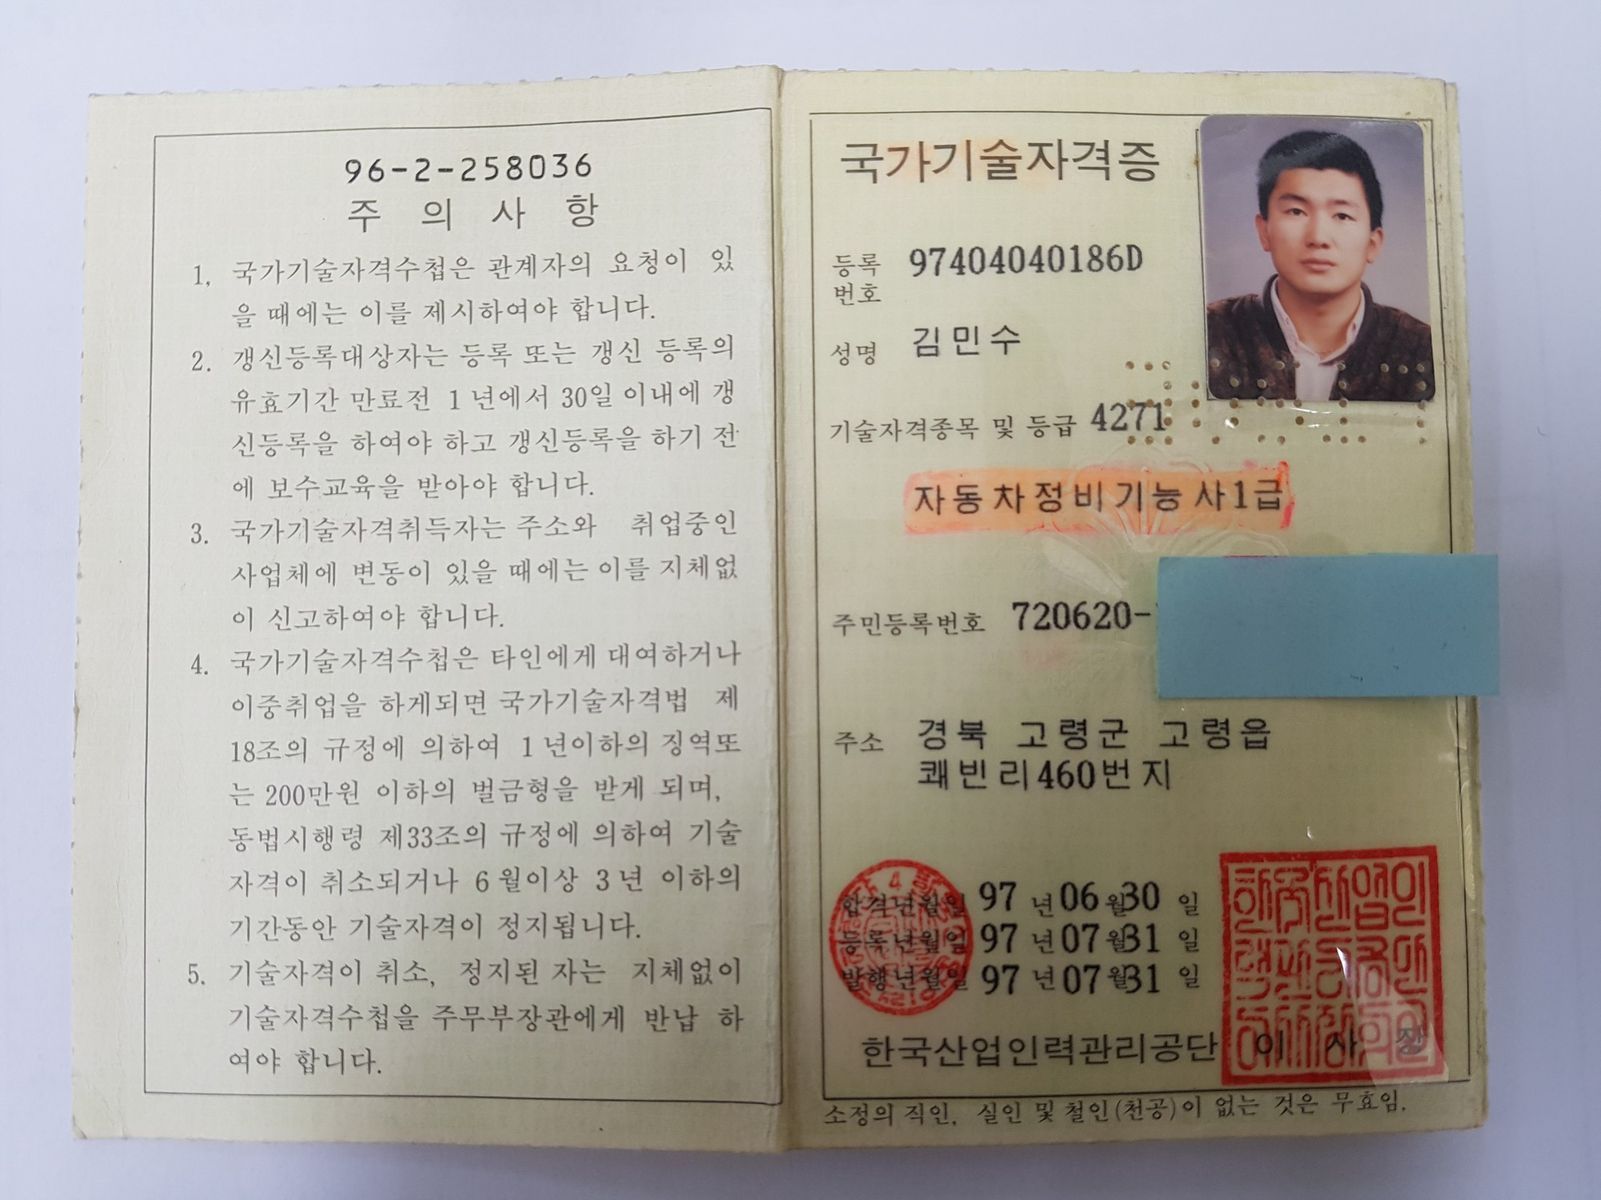 96-2-258036
주 의 사 항
1. 국가기술자격수첩은 관계자의 요청이 있
을 때에는 이를 제시하여야 합니다.
2. 갱신등록대상자는 등록 또는 갱신 등록의
유효기간 만료전 1년에서 30일 이내에 갱
신등록을 하여야 하고 갱신등록을 하기 전
에 보수교육을 받아야 합니다.
3. 국가기술자격취득자는 주소와 취업중인
사업체에 변동이 있을 때에는 이를 지체없
이 신고하여야 합니다.
4. 국가기술자격수첩은 타인에게 대여하거나
이중취업을 하게되면 국가기술자격법 제
18조의 규정에 의하여 1년이하의 징역또
는 200만원 이하의 벌금형을 받게 되며,
동법시행령 제33조의 규정에 의하여 기술
자격이 취소되거나 6월이상 3년 이하의
기간동안 기술자격이 정지됩니다.
5. 기술자격이 취소, 정지된 자는 지체없이
기술자격수첩을 주무부장관에게 반납 하
여야 합니다.
국가기술자격증
등록번호 97404040186D
성명 김민수
기술자격종목 및 등급 4271
자동차정비기능사1급
주민등록번호 720620-
주소 경북 고령군 고령읍
쾌빈리460번지
합격년월일 97년 06월 30일
등록년월일 97년 07월 31일
발행년월일 97년 07월 31일
한국산업인력관리공단 이 사 장
소정의 직인, 실인 및 철인(천공)이 없는 것은 무효임.